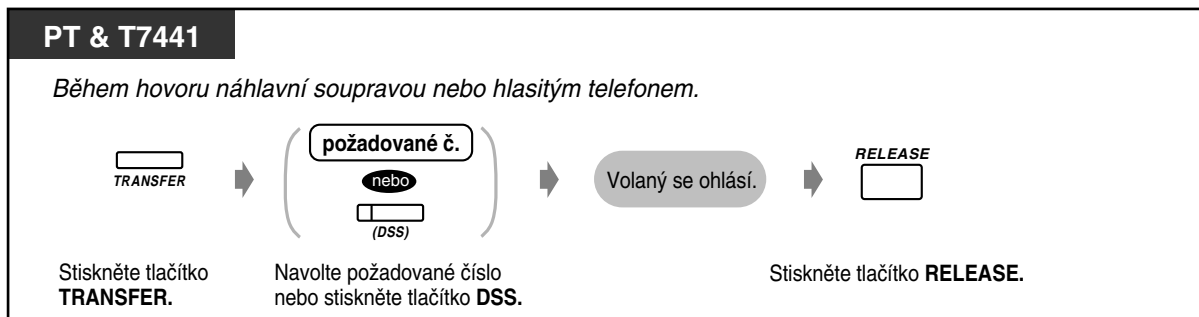 PT & T7441
Během hovoru náhlavní soupravou nebo hlasitým telefonem.
požadované č.
nebo
(DSS)
TRANSFER
Volaný se ohlásí.
RELEASE
Stiskněte tlačítko
TRANSFER.
Navolte požadované číslo
nebo stiskněte tlačítko DSS.
Stiskněte tlačítko RELEASE.